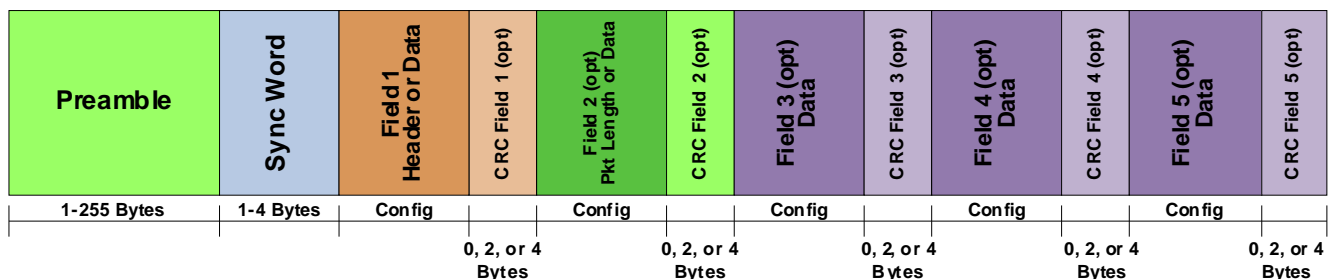 Preamble
Sync Word
Field 1
Header or Data
CRC Field 1 (opt)
Field 2 (opt)
Pkt Length or Data
CRC Field 2 (opt)
Field 3 (opt)
Data
CRC Field 3 (opt)
Field 4 (opt)
Data
CRC Field 4 (opt)
Field 5 (opt)
Data
CRC Field 5 (opt)
1-255 Bytes
1-4 Bytes
Config
Config
Config
Config
Config
0, 2, or 4
Bytes
0, 2, or 4
Bytes
0, 2, or 4
Bytes
0, 2, or 4
Bytes
0, 2, or 4
Bytes